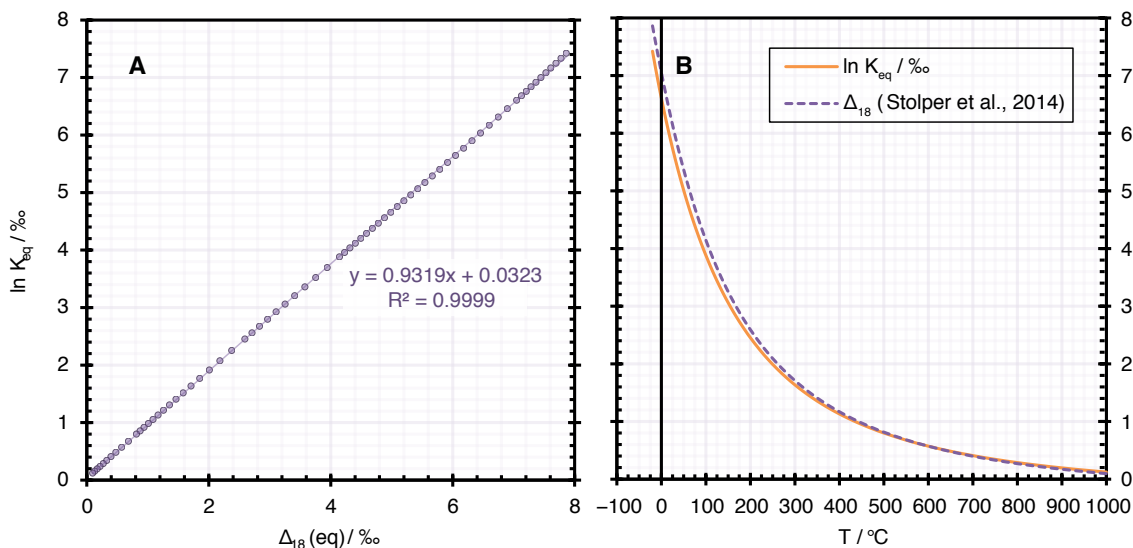 A
8
7
6
5
4
3
2
1
0
ln Keq / ‰
y = 0.9319x + 0.0323
R² = 0.9999
0 2 4 6 8
Δ18 (eq) / ‰
B
ln Keq / ‰
Δ18 (Stolper et al., 2014)
8
7
6
5
4
3
2
1
0
−100 0 100 200 300 400 500 600 700 800 900 1000
T / °C